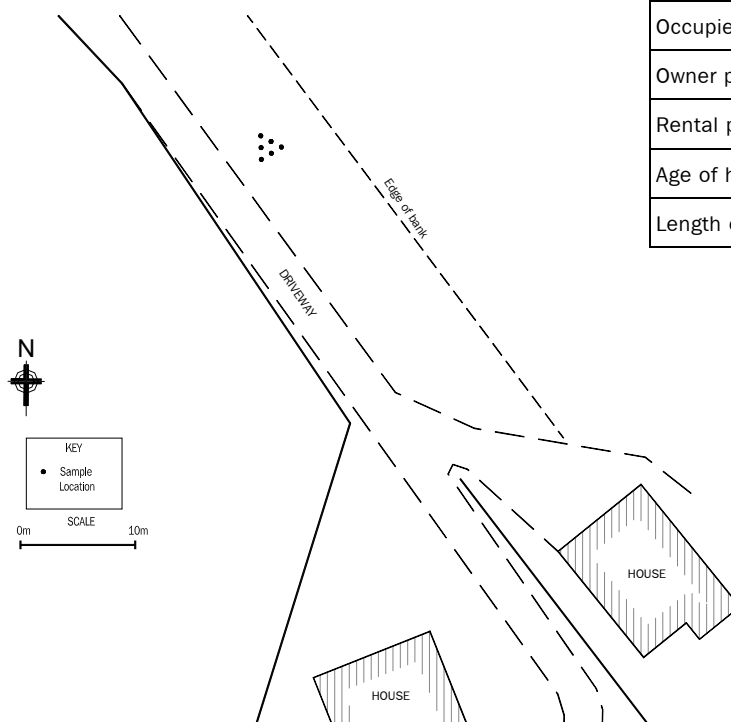 Occupie
Owner p
Rental p
Age of h
Length
Edge of bank
DRIVEWAY
N
KEY
Sample
Location
SCALE
0m 10m
HOUSE
HOUSE